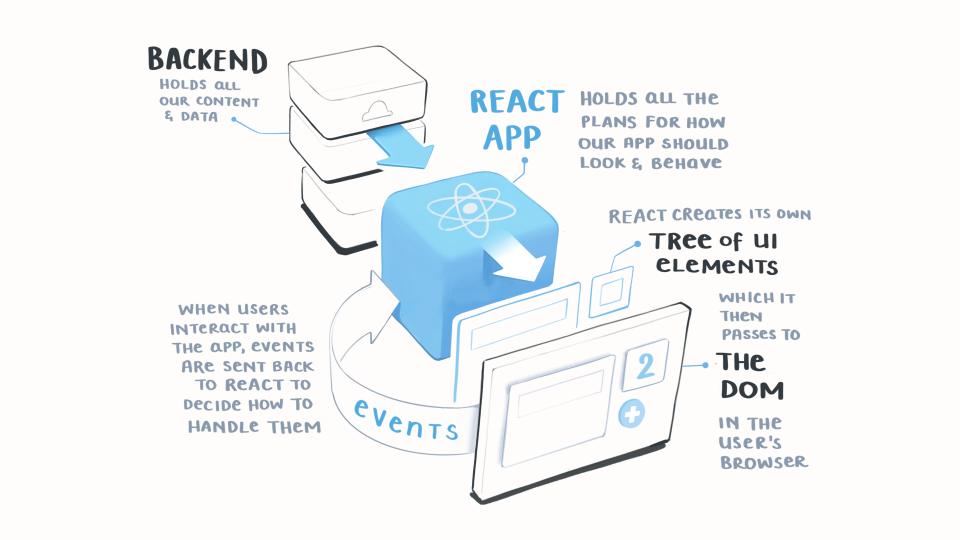 BACKEND
HOLDS ALL
OUR CONTENT
& DATA
REACT
APP
HOLDS ALL THE
PLANS FOR HOW
OUR APP SHOULD
LOOK & BEHAVE
REACT CREATES ITS OWN
TREE OF UI
ELEMENTS
WHICH IT
THEN
PASSES TO
THE
DOM
IN THE
USER'S
BROWSER
2
EVENTS
WHEN USERS
INTERACT WITH
THE APP, EVENTS
ARE SENT BACK
TO REACT TO
DECIDE HOW TO
HANDLE THEM